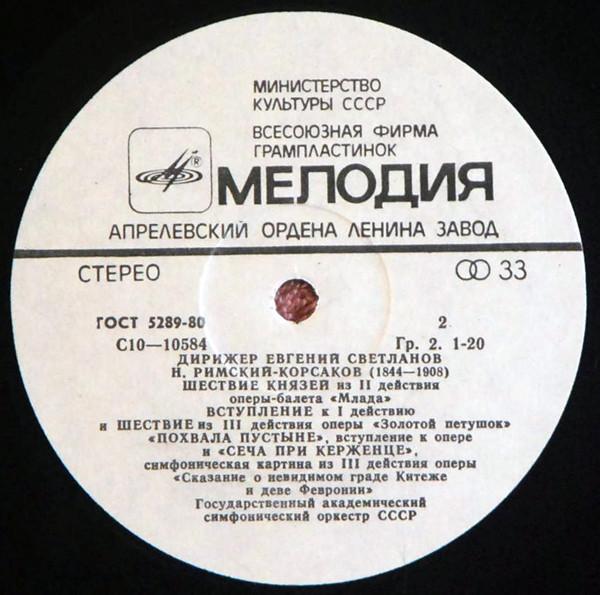 МИНИСТЕРСТВО
КУЛЬТУРЫ СССР
ВСЕСОЮЗНАЯ ФИРМА
ГРАМПЛАСТИНОК
®
МЕЛОДИЯ
АПРЕЛЕВСКИЙ ОРДЕНА ЛЕНИНА ЗАВОД
СТЕРЕО 33
ГОСТ 5289-80 2
С10—10584 Гр. 2. 1-20
ДИРИЖЕР ЕВГЕНИЙ СВЕТЛАНОВ
Н. РИМСКИЙ-КОРСАКОВ (1844—1908)
ШЕСТВИЕ КНЯЗЕЙ из II действия
оперы-балета «Млада»
ВСТУПЛЕНИЕ к I действию
и ШЕСТВИЕ из III действия оперы «Золотой петушок»
«ПОХВАЛА ПУСТЫНЕ», вступление к опере
и «СЕЧА ПРИ КЕРЖЕНЦЕ»,
симфоническая картина из III действия оперы
«Сказание о невидимом граде Китеже
и деве Февронии»
Государственный академический
симфонический оркестр СССР